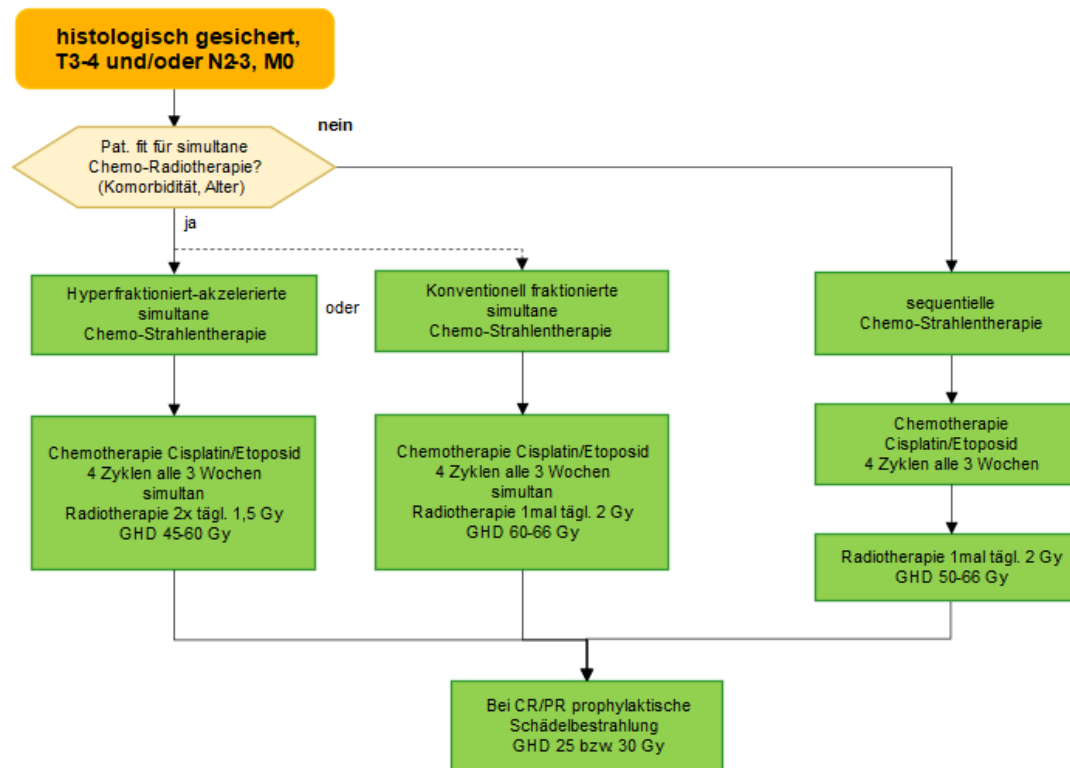 histologisch gesichert,
T3-4 und/oder N2-3, M0
nein
Pat. fit für simultane
Chemo-Radiotherapie?
(Komorbidität, Alter)
ja
Hyperfraktioniert-akzelerierte
simultane
Chemo-Strahlentherapie
oder
Konventionell fraktionierte
simultane
Chemo-Strahlentherapie
sequentielle
Chemo-Strahlentherapie
Chemotherapie Cisplatin/Etoposid
4 Zyklen alle 3 Wochen
simultan
Radiotherapie 2x tägl. 1,5 Gy
GHD 45-60 Gy
Chemotherapie Cisplatin/Etoposid
4 Zyklen alle 3 Wochen
simultan
Radiotherapie 1mal tägl. 2 Gy
GHD 60-66 Gy
Chemotherapie
Cisplatin/Etoposid
4 Zyklen alle 3 Wochen
Radiotherapie 1mal tägl. 2 Gy
GHD 50-66 Gy
Bei CR/PR prophylaktische
Schädelbestrahlung
GHD 25 bzw. 30 Gy